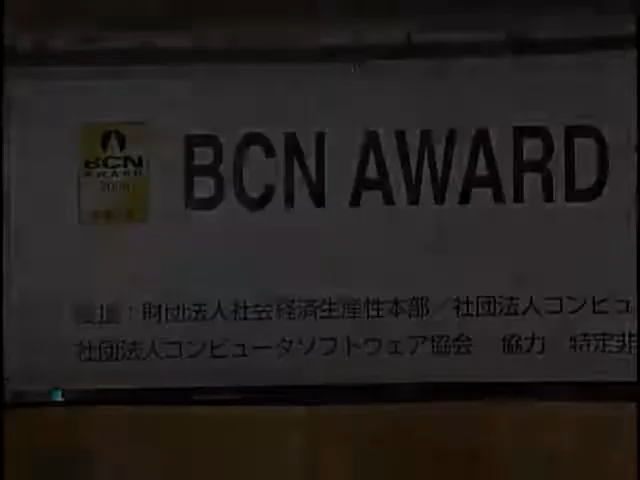 BCN
AWARD
BCN AWARD
後援：財団法人社会経済生産性本部／社団法人コンピュ
社団法人コンピュータソフトウェア協会 協力 特定非